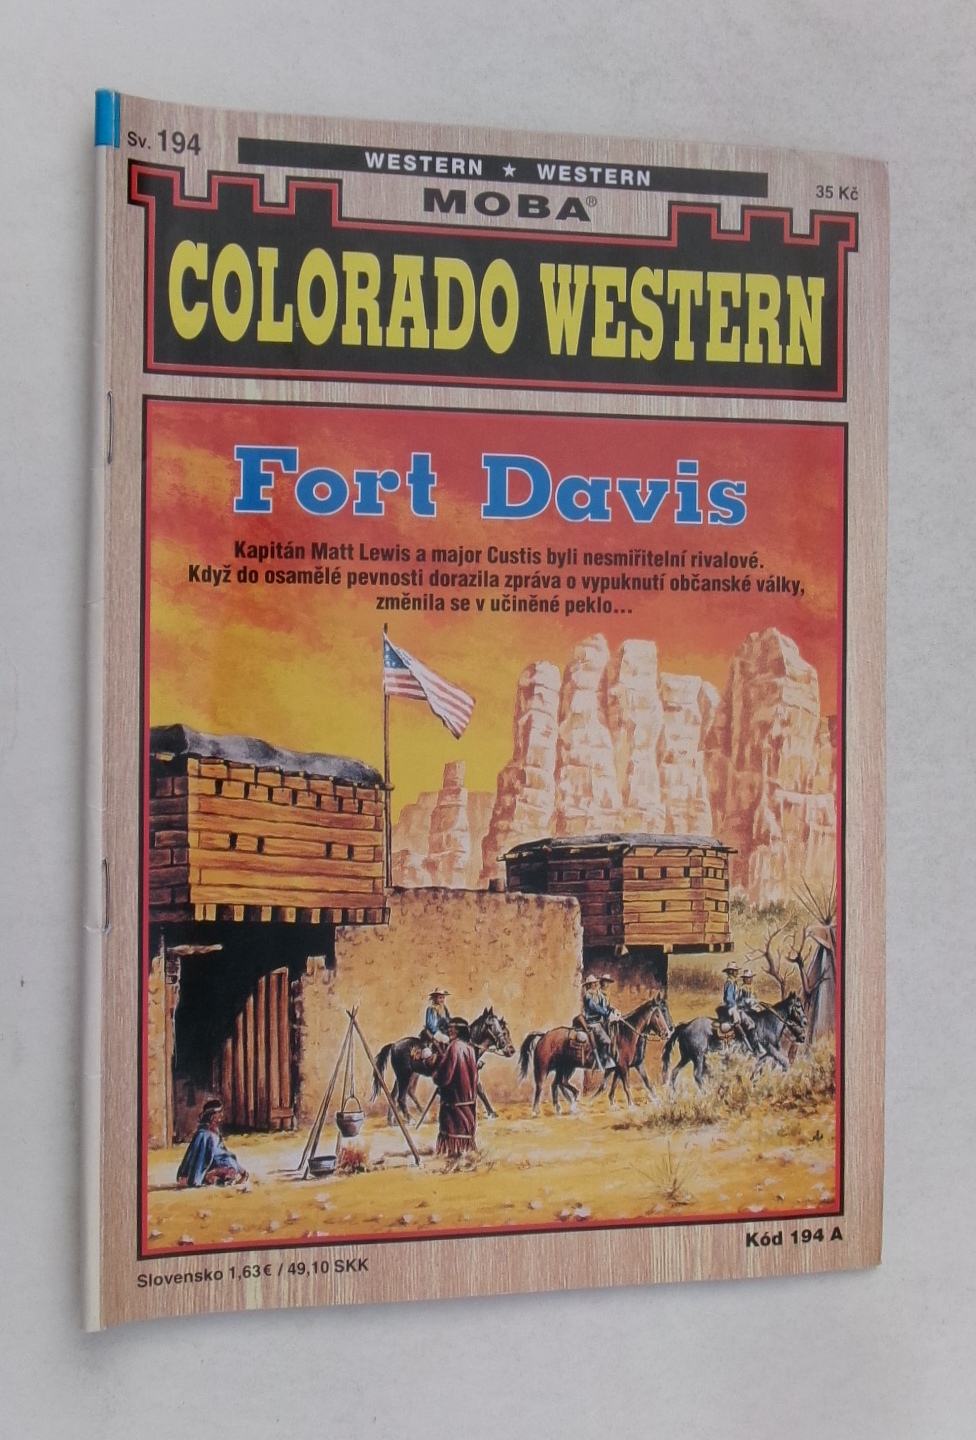 Sv. 194
WESTERN ★ WESTERN
MOBA®
35 Kč
COLORADO WESTERN
Fort Davis
Kapitán Matt Lewis a major Custis byli nesmiřitelní rivalové.
Když do osamělé pevnosti dorazila zpráva o vypuknutí občanské války,
změnila se v učiněné peklo...
Kód 194 A
Slovensko 1,63€ / 49,10 SKK